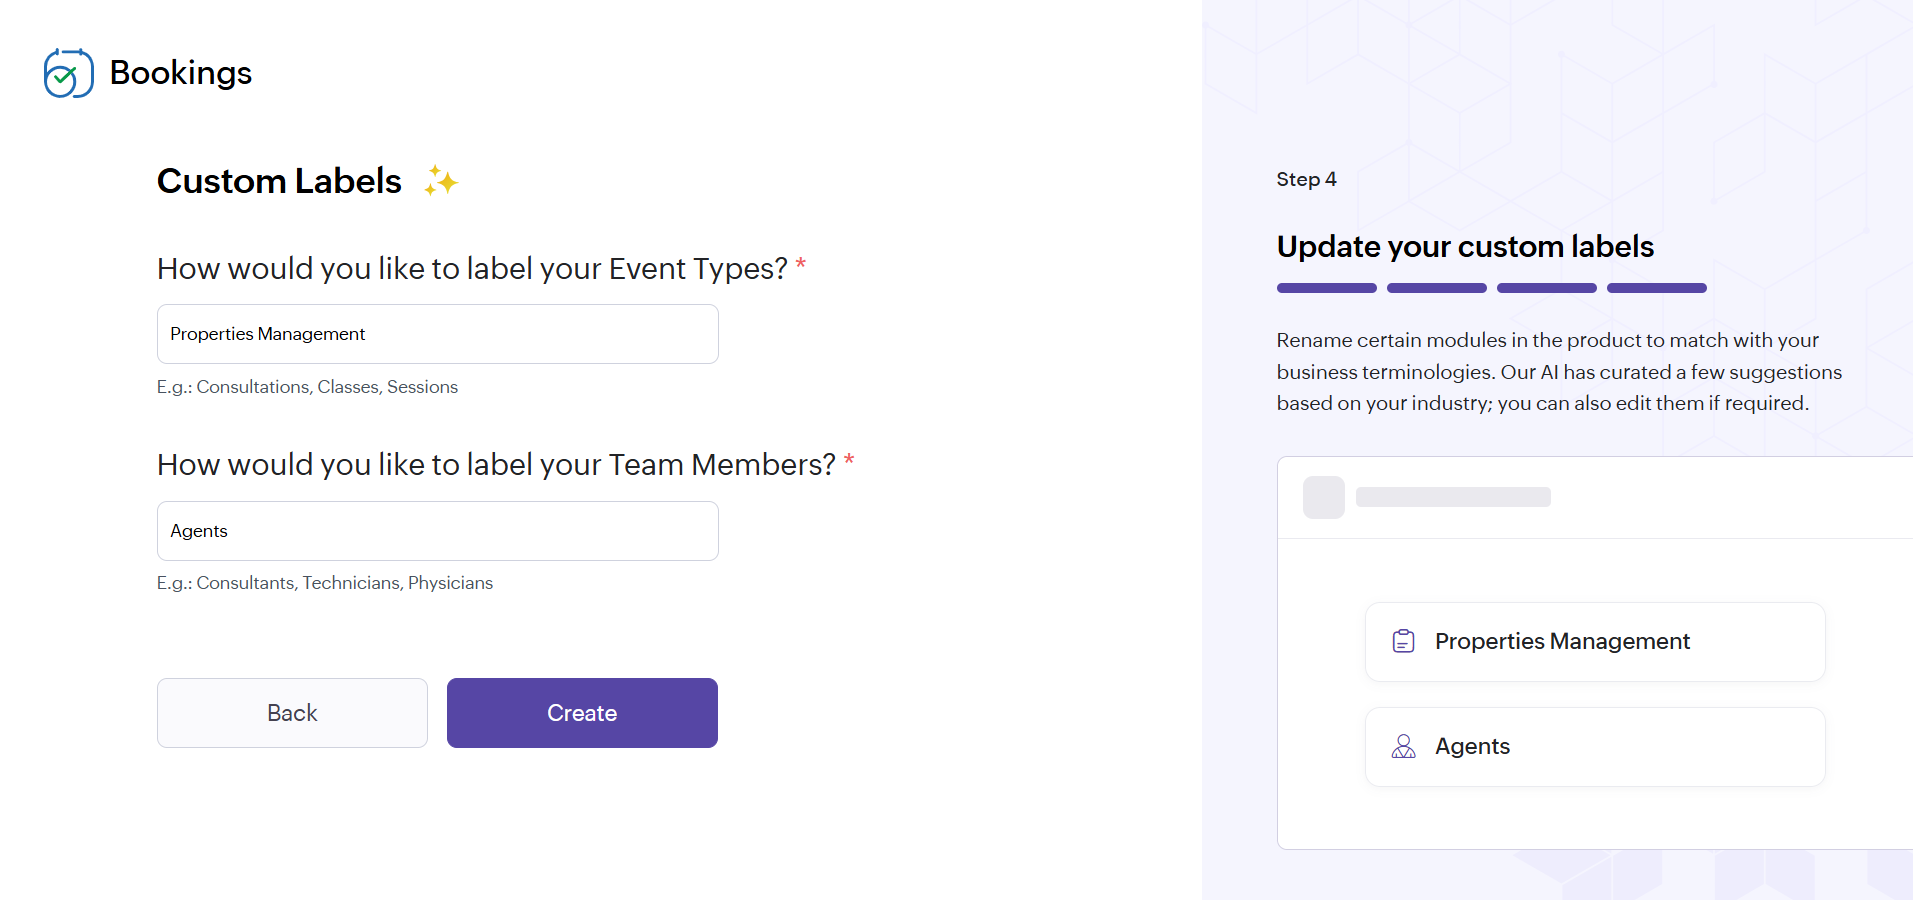 Bookings
Custom Labels
How would you like to label your Event Types? *
Properties Management
E.g.: Consultations, Classes, Sessions
How would you like to label your Team Members? *
Agents
E.g.: Consultants, Technicians, Physicians
Back
Create
Step 4
Update your custom labels
Rename certain modules in the product to match with your
business terminologies. Our AI has curated a few suggestions
based on your industry; you can also edit them if required.
Properties Management
Agents